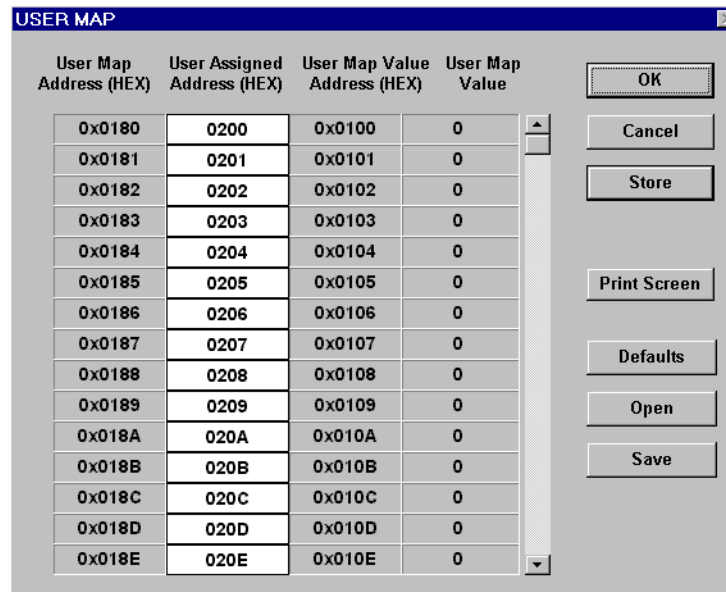 USER MAP
User Map Address (HEX) User Assigned Address (HEX) User Map Value Address (HEX) User Map Value
0x0180 0200 0x0100 0
0x0181 0201 0x0101 0
0x0182 0202 0x0102 0
0x0183 0203 0x0103 0
0x0184 0204 0x0104 0
0x0185 0205 0x0105 0
0x0186 0206 0x0106 0
0x0187 0207 0x0107 0
0x0188 0208 0x0108 0
0x0189 0209 0x0109 0
0x018A 020A 0x010A 0
0x018B 020B 0x010B 0
0x018C 020C 0x010C 0
0x018D 020D 0x010D 0
0x018E 020E 0x010E 0
OK
Cancel
Store
Print Screen
Defaults
Open
Save